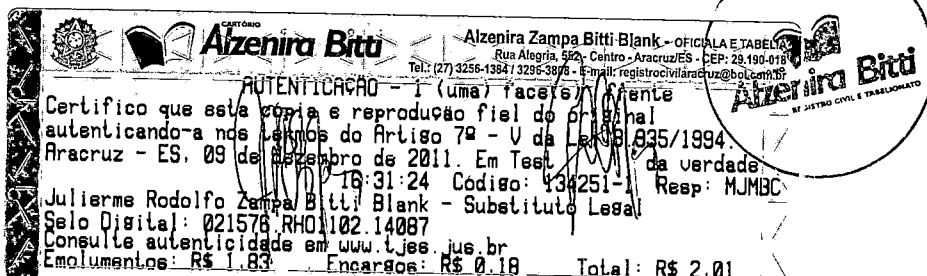 CARTÓRIO
Alzenira Bitti
Alzenira Zampa Bitti Blank - OFICIALA E TABELIÃ
Rua Alegria, 552 - Centro - Aracruz/ES - CEP: 29.190-018
Tel.: (27) 3256-1384 / 3296-3808 - E-mail: registrocivilaracruz@bol.com.br
Alzenira Bitti
REGISTRO CIVIL E TABELIONATO
AUTENTICAÇÃO - 1 (uma) face(s) frente
Certifico que esta cópia e reprodução fiel do original
autenticando-a nos termos do Artigo 7º - V da Lei 8.935/1994.
Aracruz - ES, 09 de dezembro de 2011. Em Test da verdade
16:31:24 Código: 134251-1 Resp: MJMBC
Julierme Rodolfo Zampa Bitti Blank - Substituto Legal
Selo Digital: 021576.RHO1102.14087
Consulte autenticidade em www.tjes.jus.br
Emolumentos: R$ 1.83 Encargos: R$ 0.18 Total: R$ 2.01